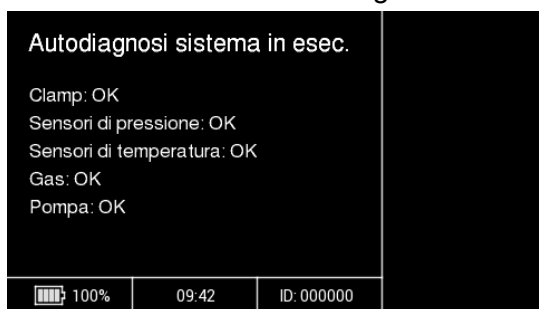 Autodiagnosi sistema in esec.
Clamp: OK
Sensori di pressione: OK
Sensori di temperatura: OK
Gas: OK
Pompa: OK
100% 09:42 ID: 000000